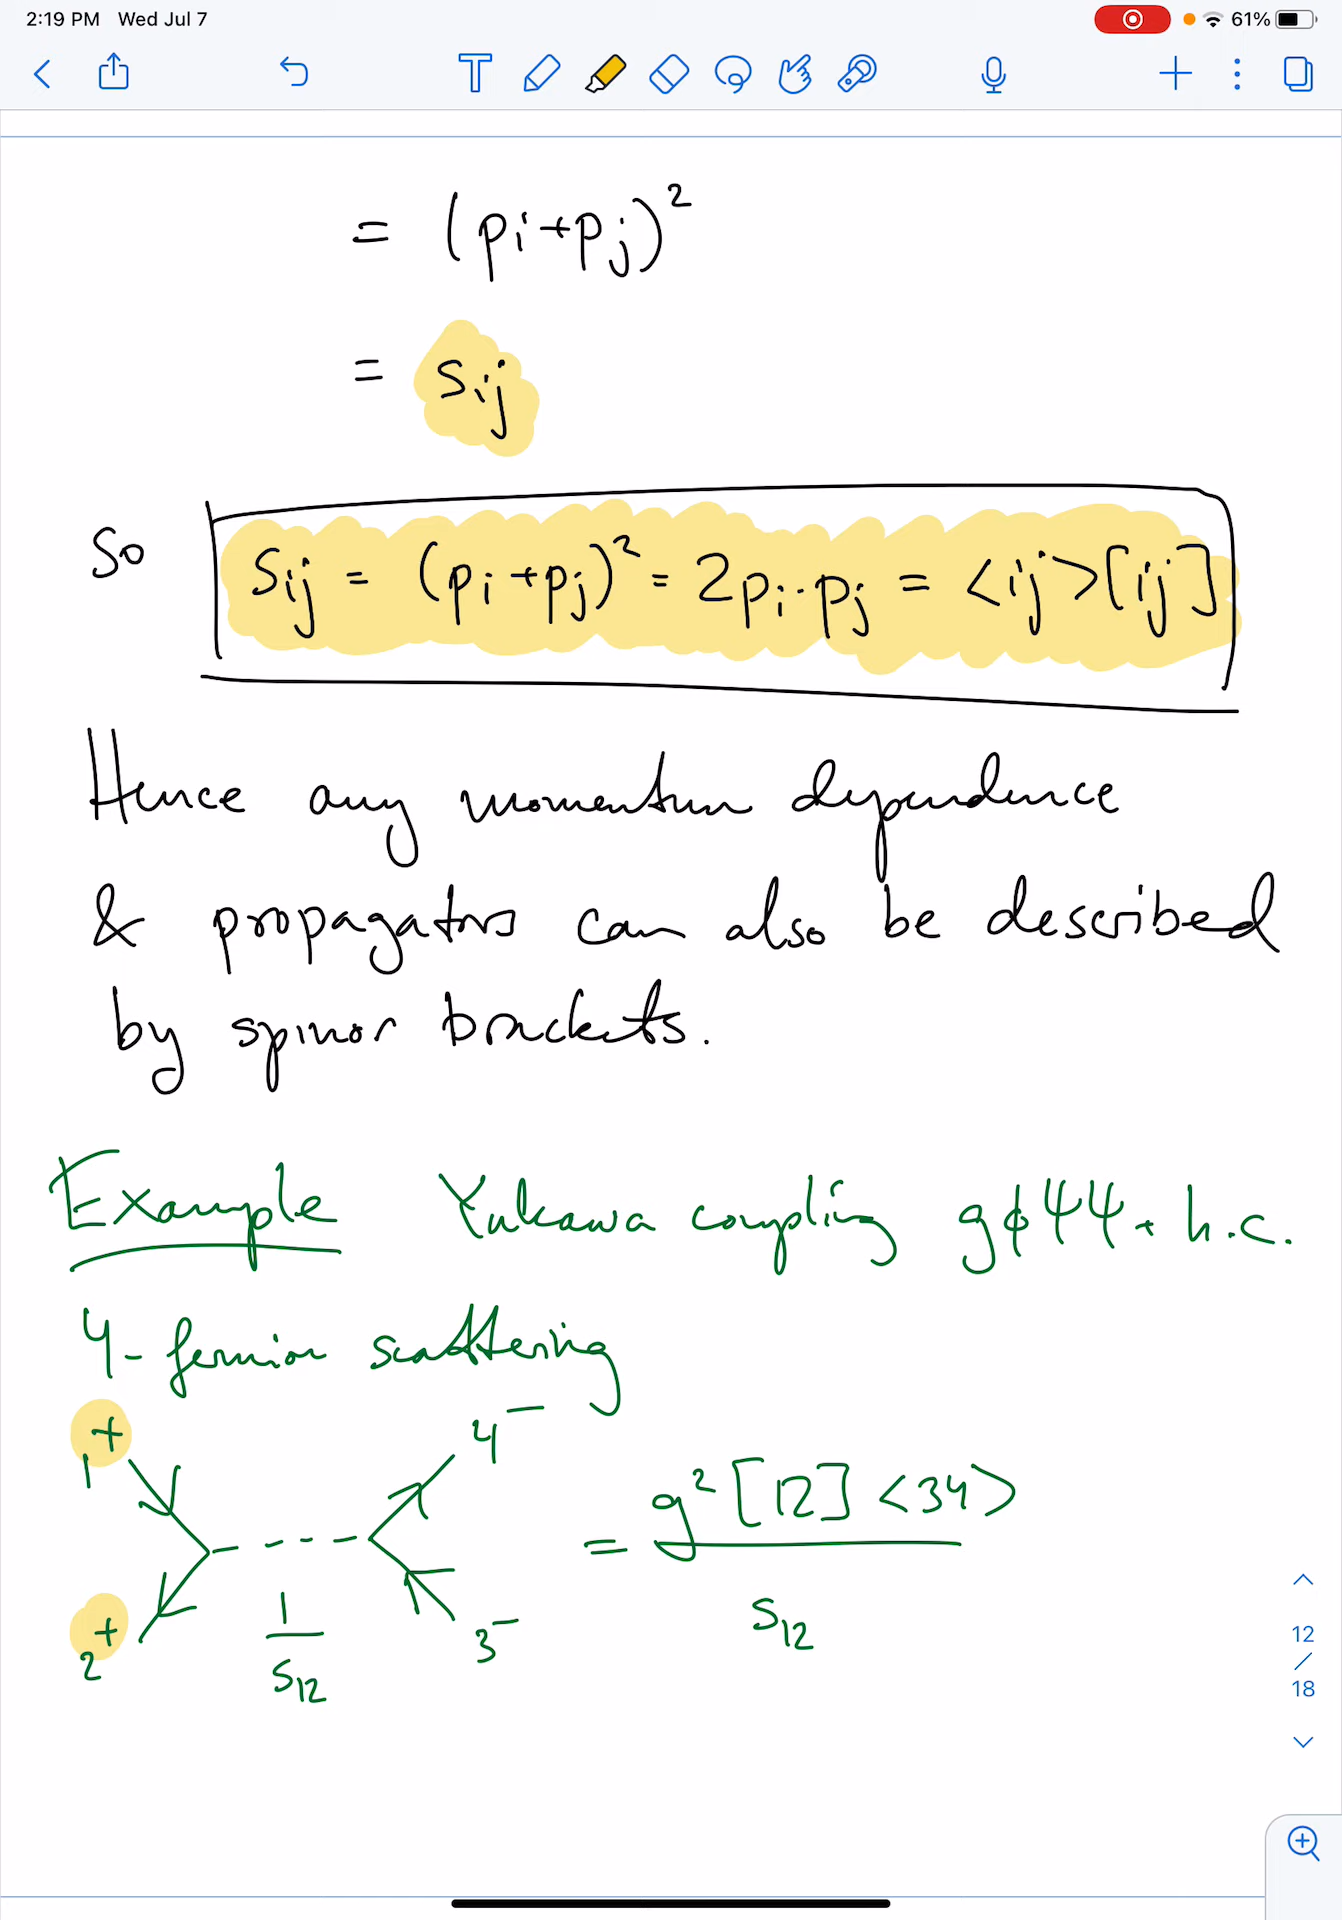 2:19 PM Wed Jul 7
61%
= (pi+pj)²
= sij
So sij = (pi+pj)² = 2pi·pj = <ij>[ij]
Hence any momentum dependence
& propagators can also be described
by spinor brackets.
Example Yukawa coupling gϕψψ + h.c.
4-fermion scattering
1⁺ 4⁻
= g²[12]<34> / s12
2⁺ 1/s12 3⁻
12
/
18